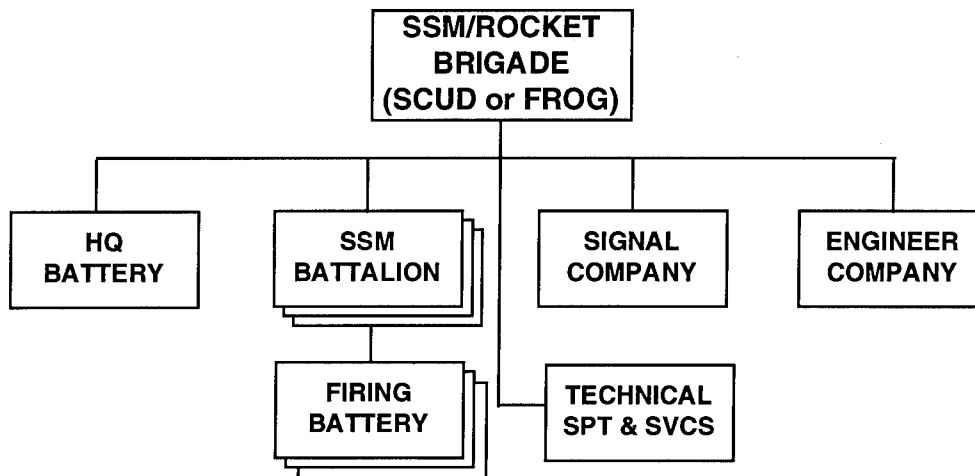 SSM/ROCKET
BRIGADE
(SCUD or FROG)
HQ
BATTERY
SSM
BATTALION
SIGNAL
COMPANY
ENGINEER
COMPANY
FIRING
BATTERY
TECHNICAL
SPT & SVCS